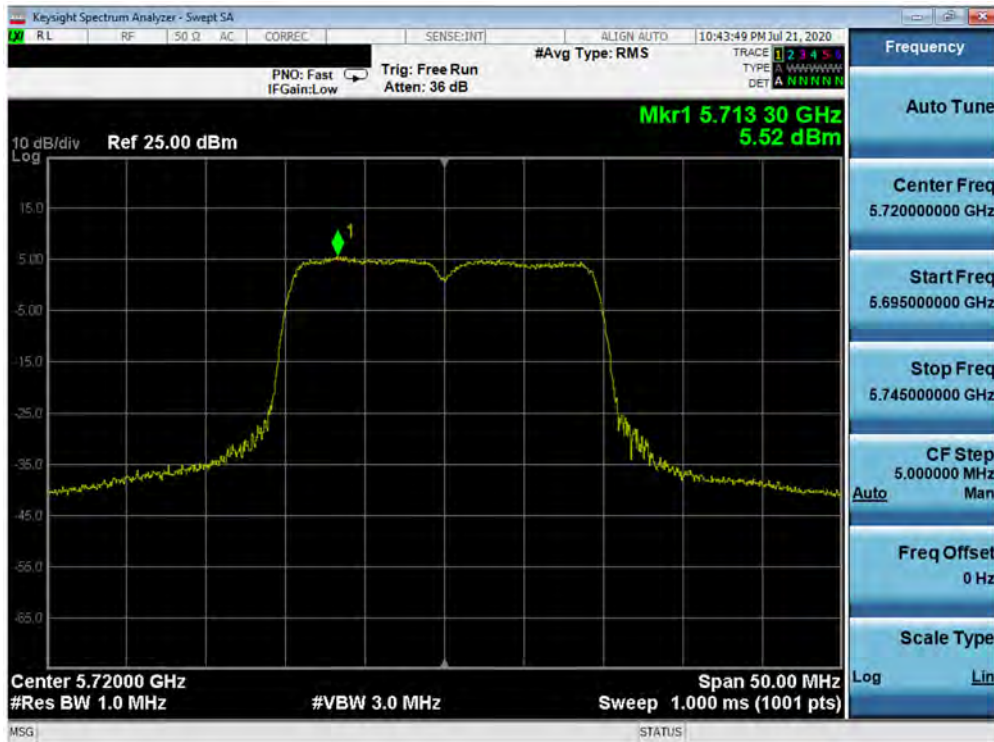 Keysight Spectrum Analyzer - Swept SA
LXI RL RF 50 Ω AC CORREC SENSE:INT ALIGN AUTO 10:43:49 PM Jul 21, 2020
#Avg Type: RMS
TRACE 1 2 3 4 5 6
PNO: Fast Trig: Free Run
TYPE A WWWWW
IFGain:Low Atten: 36 dB
DET A N N N N N
Mkr1 5.713 30 GHz
5.52 dBm
10 dB/div Ref 25.00 dBm
Log
15.0
1
5.00
-5.00
-15.0
-25.0
-35.0
-45.0
-55.0
-65.0
Center 5.72000 GHz Span 50.00 MHz
#Res BW 1.0 MHz #VBW 3.0 MHz Sweep 1.000 ms (1001 pts)
MSG STATUS
Frequency
Auto Tune
Center Freq
5.720000000 GHz
Start Freq
5.695000000 GHz
Stop Freq
5.745000000 GHz
CF Step
5.000000 MHz
Auto Man
Freq Offset
0 Hz
Scale Type
Log Lin